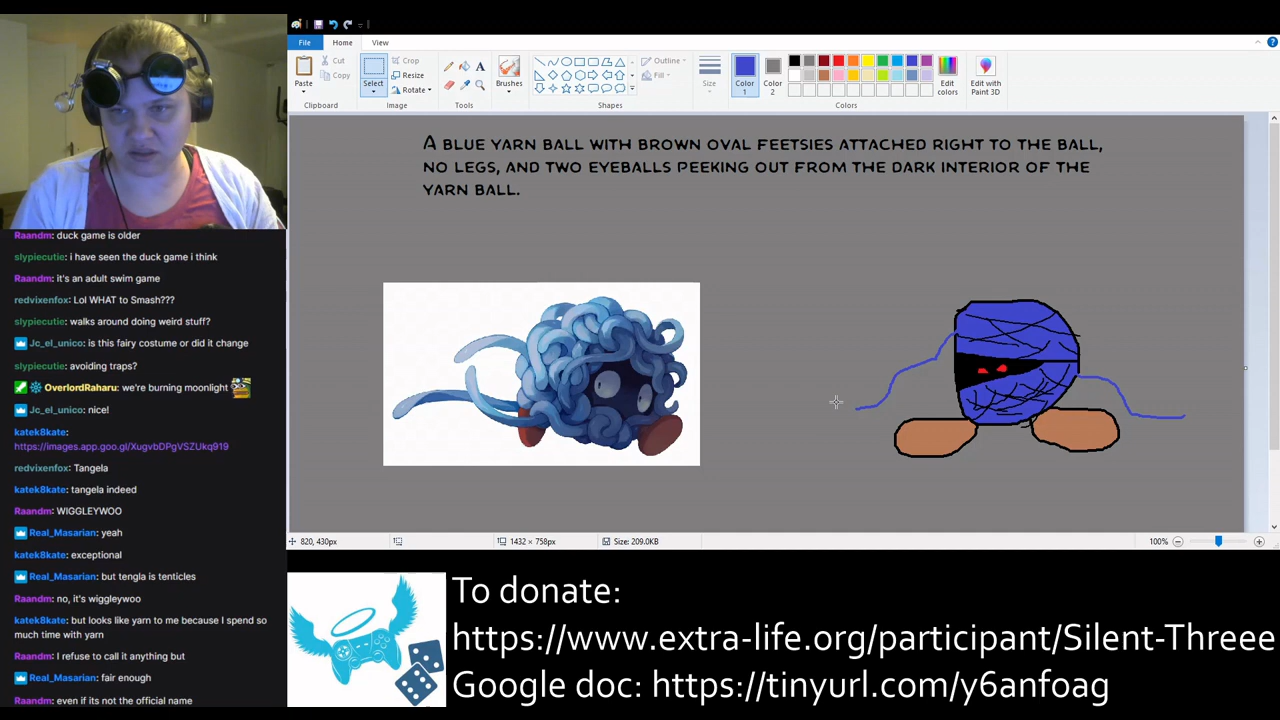 File
Home
View
Paste
Cut
Copy
Clipboard
Select
Crop
Resize
Rotate
Image
Tools
Brushes
Shapes
Outline
Fill
Size
Color
1
Color
2
Edit
colors
Edit with
Paint 3D
Colors
A BLUE YARN BALL WITH BROWN OVAL FEETSIES ATTACHED RIGHT TO THE BALL,
NO LEGS, AND TWO EYEBALLS PEEKING OUT FROM THE DARK INTERIOR OF THE
YARN BALL.
Raandm: duck game is older
slypiecutie: i have seen the duck game i think
Raandm: it's an adult swim game
redvixenfox: Lol WHAT to Smash???
slypiecutie: walks around doing weird stuff?
Jc_el_unico: is this fairy costume or did it change
slypiecutie: avoiding traps?
OverlordRaharu: we're burning moonlight
Jc_el_unico: nice!
katek8kate:
https://images.app.goo.gl/XugvbDPgVSZUkq919
redvixenfox: Tangela
katek8kate: tangela indeed
Raandm: WIGGLEYWOO
Real_Masarian: yeah
katek8kate: exceptional
Real_Masarian: but tengla is tenticles
Raandm: no, it's wiggleywoo
katek8kate: but looks like yarn to me because I spend so
much time with yarn
Raandm: I refuse to call it anything but
Real_Masarian: fair enough
Raandm: even if its not the official name
820, 430px
1432 × 758px
Size: 209.0KB
100%
To donate:
https://www.extra-life.org/participant/Silent-Threee
Google doc: https://tinyurl.com/y6anfoag